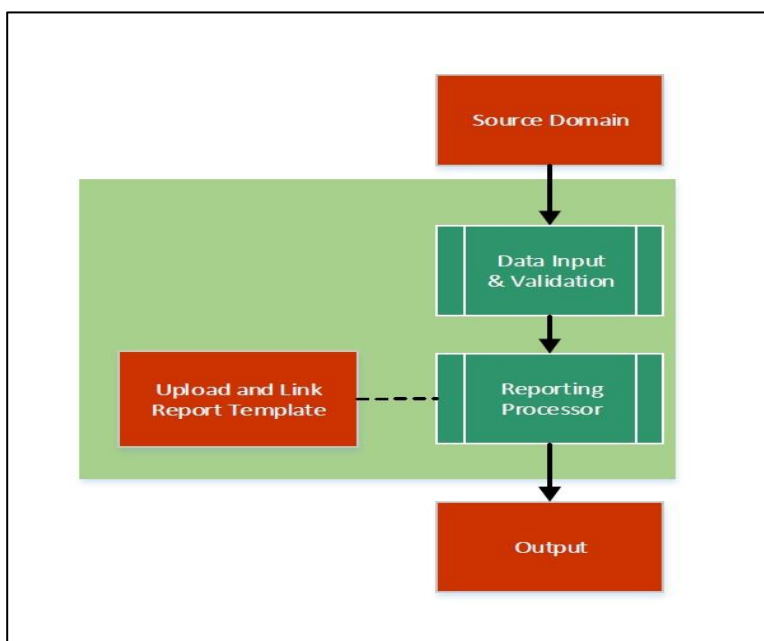 Source Domain
Data Input
& Validation
Upload and Link
Report Template
Reporting
Processor
Output